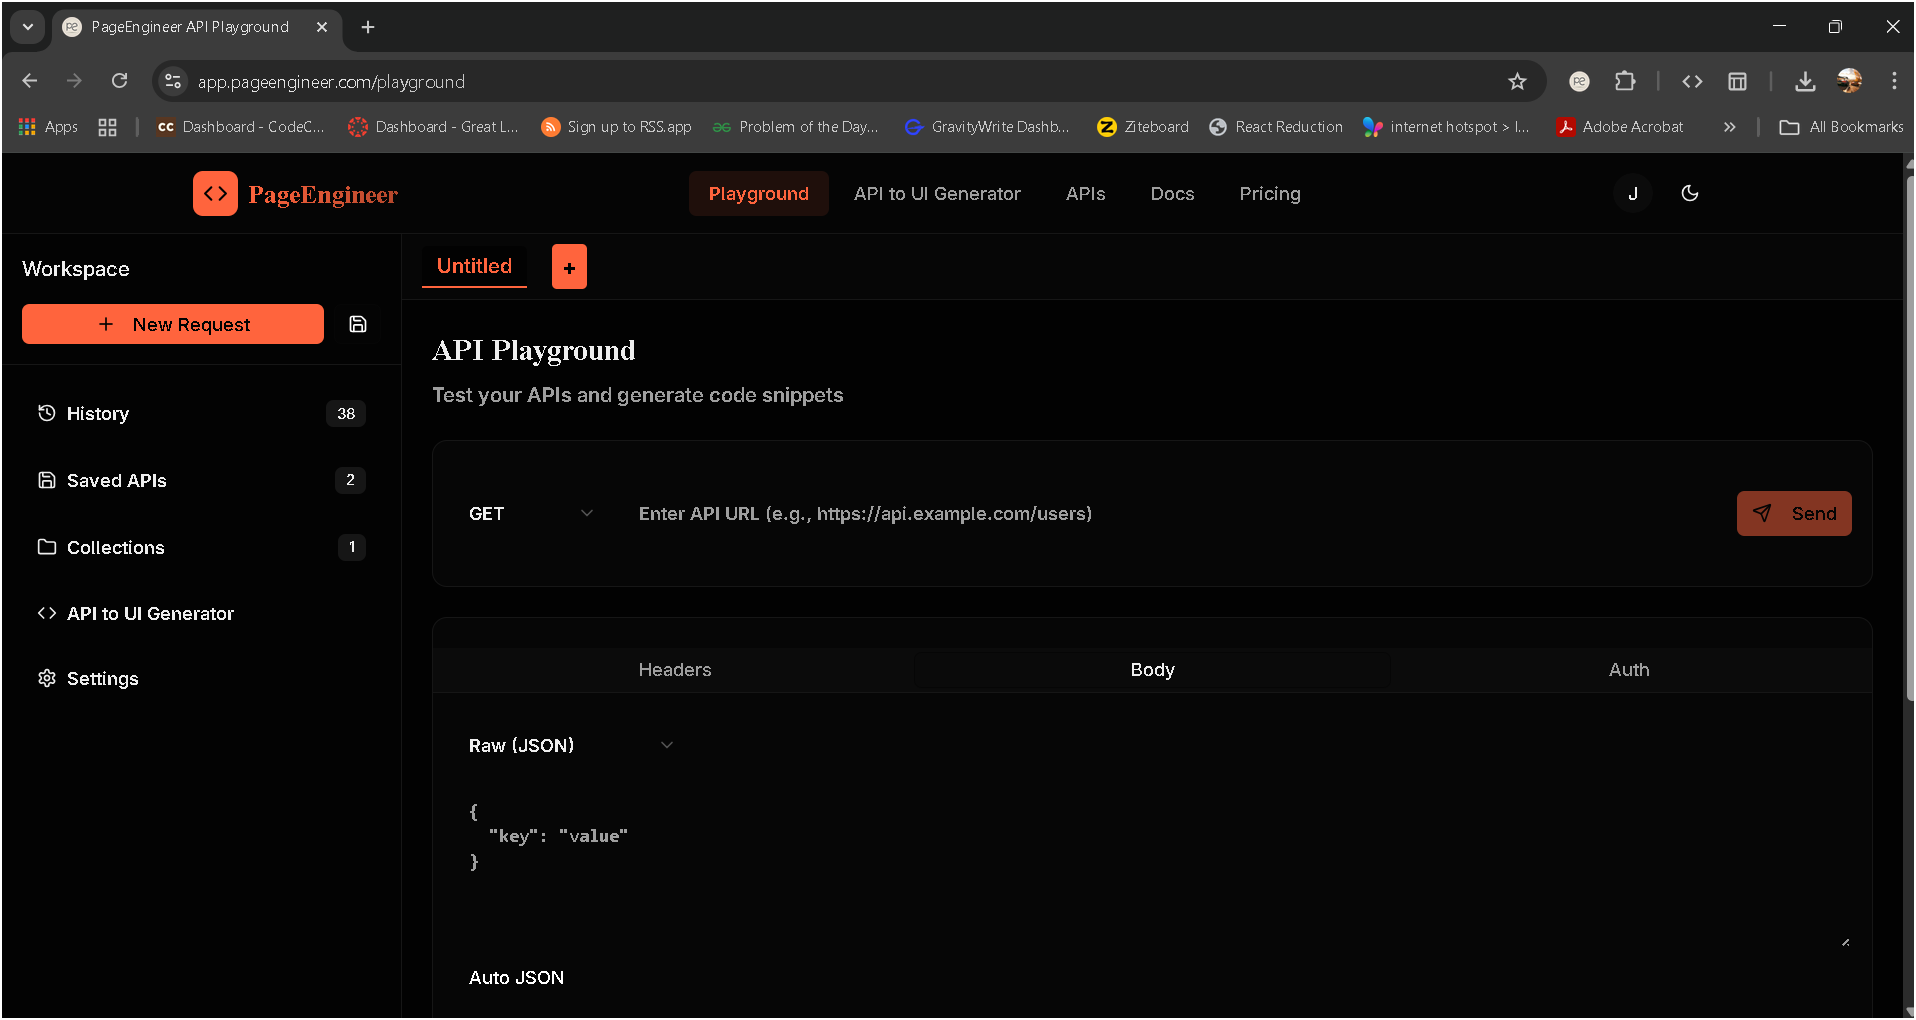 PageEngineer API Playground
app.pageengineer.com/playground
Apps
Dashboard - CodeC...
Dashboard - Great L...
Sign up to RSS.app
Problem of the Day...
GravityWrite Dashb...
Ziteboard
React Reduction
internet hotspot > I...
Adobe Acrobat
All Bookmarks
PageEngineer
Playground
API to UI Generator
APIs
Docs
Pricing
J
Workspace
New Request
History
38
Saved APIs
2
Collections
1
API to UI Generator
Settings
Untitled
+
API Playground
Test your APIs and generate code snippets
GET
Enter API URL (e.g., https://api.example.com/users)
Send
Headers
Body
Auth
Raw (JSON)
{
"key": "value"
}
Auto JSON